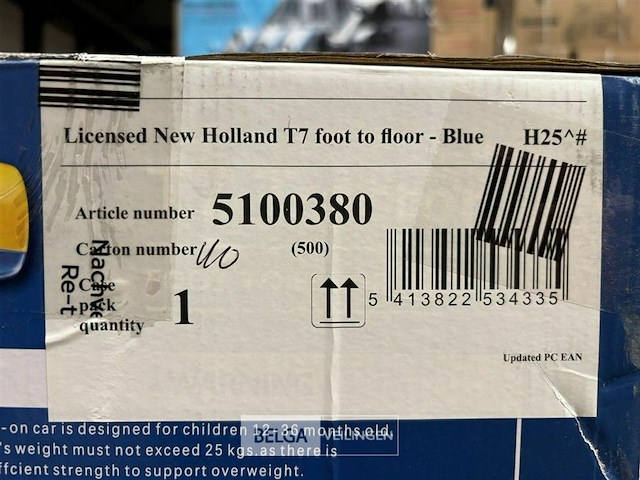 Licensed New Holland T7 foot to floor - Blue H25^#
Article number 5100380
Carton number 40 (500)
Case
pack
quantity 1
Re-t
5 413822 534335
Updated PC EAN
-on car is designed for children 12-36 months old.
's weight must not exceed 25 kgs.as there is
ffcient strength to support overweight.
BELGA VEILINGEN